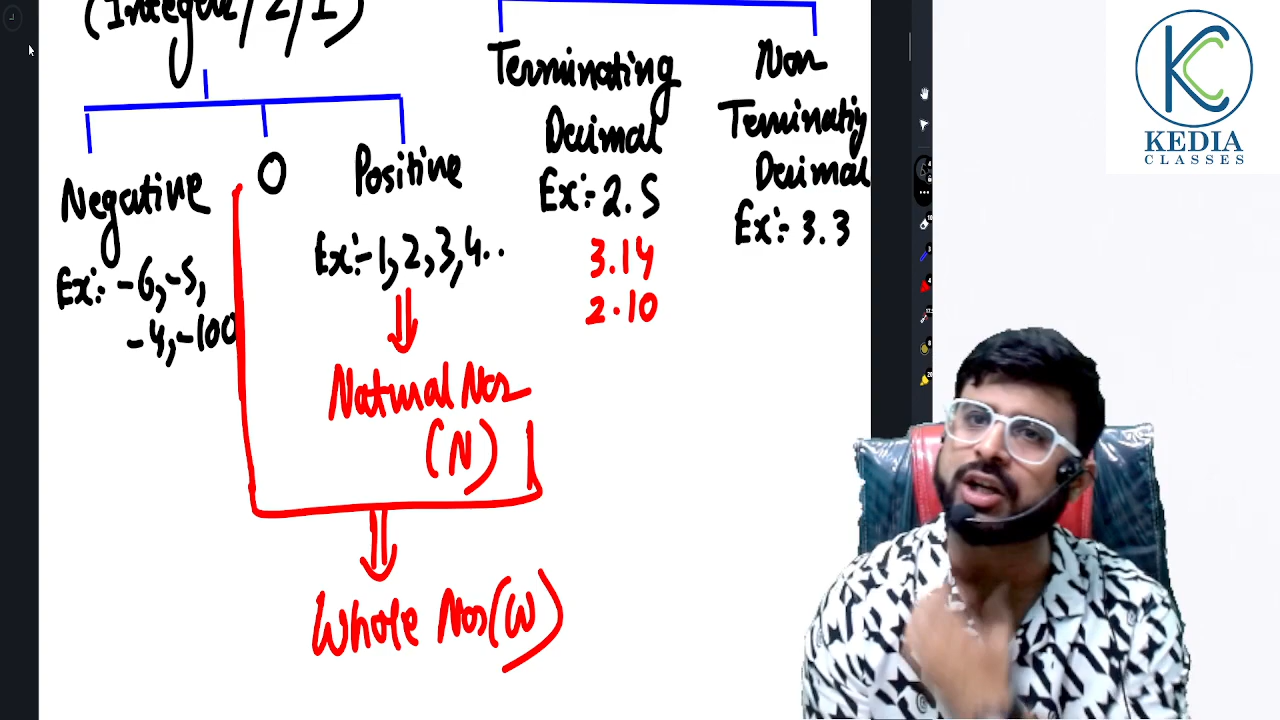 (Integer/Z/I)
Negative
Ex:- -6, -5,
-4, -100
0
Positive
Ex:- 1, 2, 3, 4..
Natural Nos
(N)
Whole Nos (W)
Terminating
Decimal
Ex:- 2.5
3.14
2.10
Non
Terminating
Decimal
Ex:- 3.3
KC
KEDIA
CLASSES